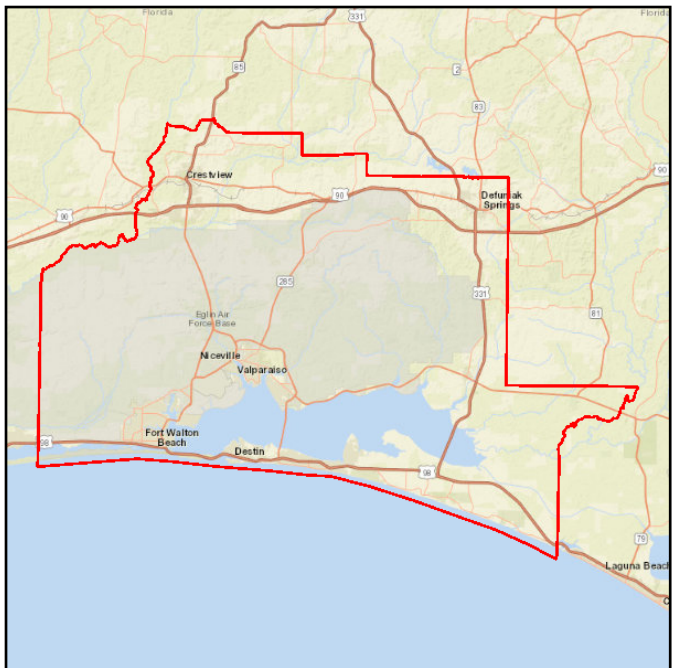 Florida
331
Florida
85
2
83
Crestview
90
90
Defuniak
Springs
90
285
331
81
Eglin Air
Force Base
Niceville
Valparaiso
Fort Walton
Beach
98
Destin
98
79
Laguna Beach